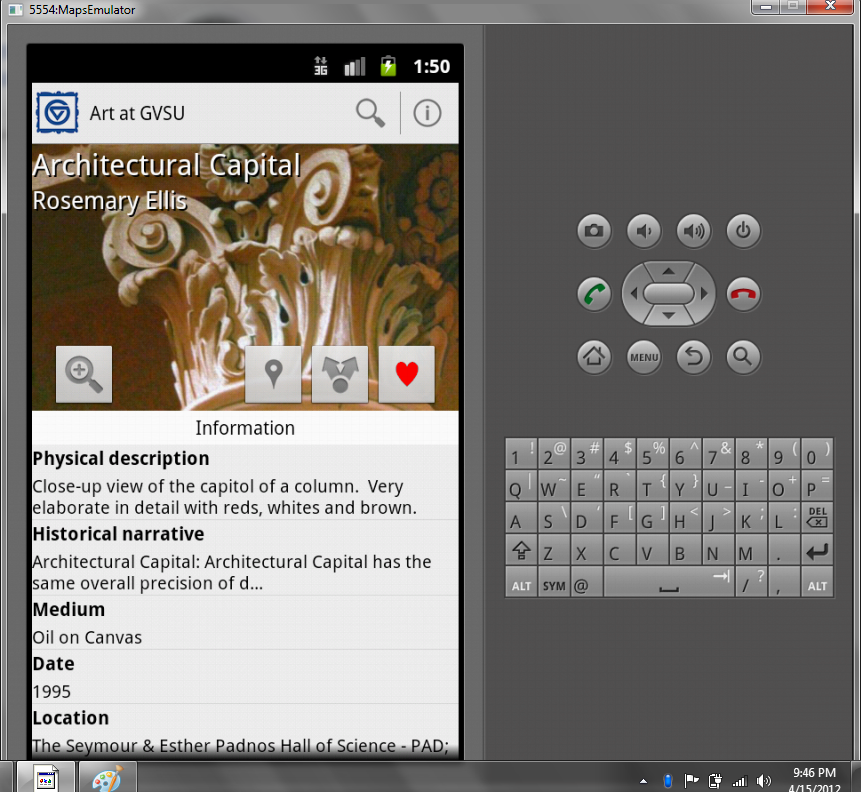 5554:MapsEmulator
3G
1:50
Art at GVSU
Architectural Capital
Rosemary Ellis
Information
Physical description
Close-up view of the capitol of a column.  Very
elaborate in detail with reds, whites and brown.
Historical narrative
Architectural Capital: Architectural Capital has the
same overall precision of d...
Medium
Oil on Canvas
Date
1995
Location
The Seymour & Esther Padnos Hall of Science - PAD;
MENU
1 ! 2 @ 3 # 4 $ 5 % 6 ^ 7 & 8 * 9 ( 0 )
Q | W ~ E " R ` T { Y } U _ I - O + P =
A S \ D ' F [ G ] H < J > K ; L : DEL
Z X C V B N M .
ALT SYM @ / ? , ALT
9:46 PM
4/15/2012